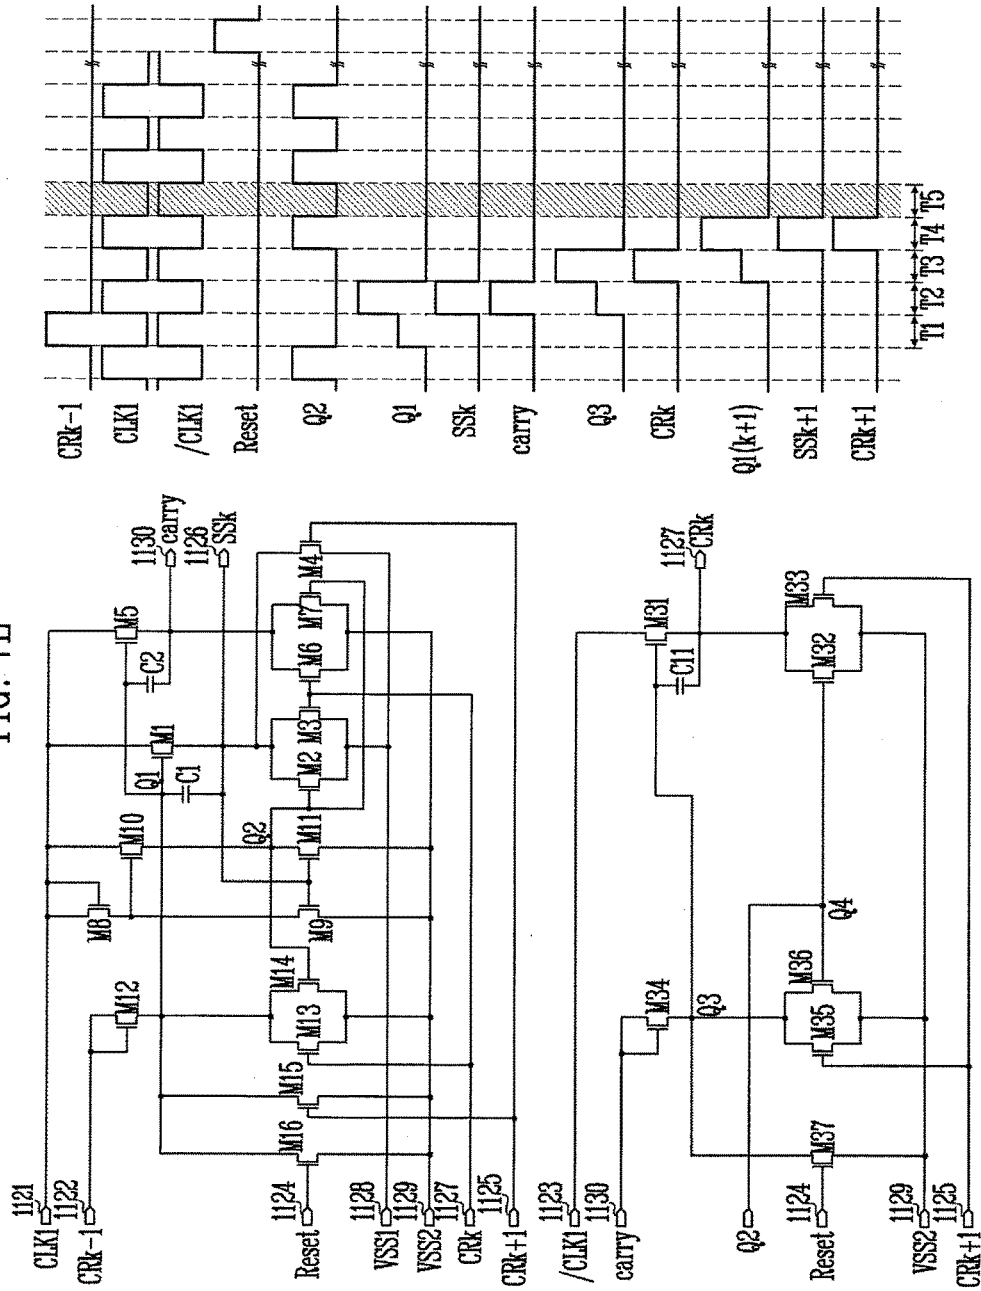 CRk-1
CLK1
/CLK1
Reset
Q2
Q1
SSk
carry
Q3
CRk
Q1(k+1)
SSk+1
CRk+1
T1
T2
T3
T4
T5
1121
CLK1
1122
CRk-1
1124
Reset
1128
VSS1
1129
VSS2
1127
CRk
1125
CRk+1
M8
M12
M10
Q1
M1
C1
C2
M5
1130
carry
1126
SSk
M16
M15
M13
M14
M9
Q2
M11
M2
M3
M6
M7
M4
1123
/CLK1
1130
carry
Q2
1124
Reset
1129
VSS2
1125
CRk+1
M34
Q3
M37
M35
M36
Q4
M31
C11
1127
CRk
M32
M33